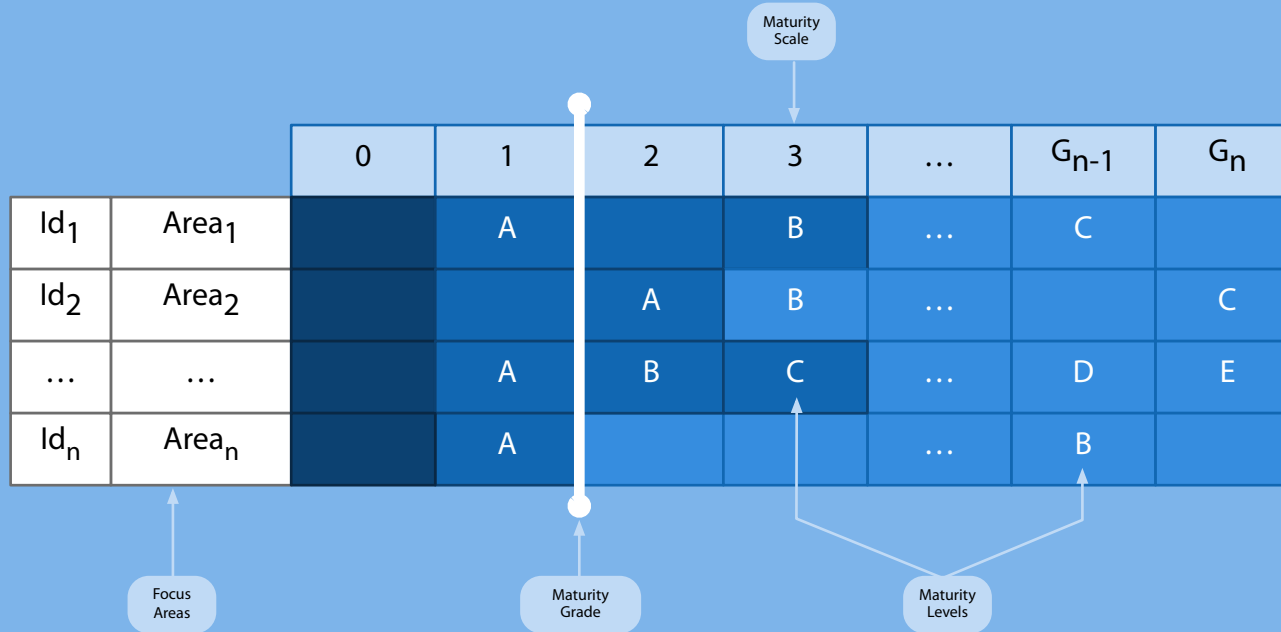 Maturity
Scale
0 1 2 3 … Gn-1 Gn
Id1 Area1 A B … C
Id2 Area2 A B … C
… … A B C … D E
Idn Arean A … B
Focus
Areas
Maturity
Grade
Maturity
Levels